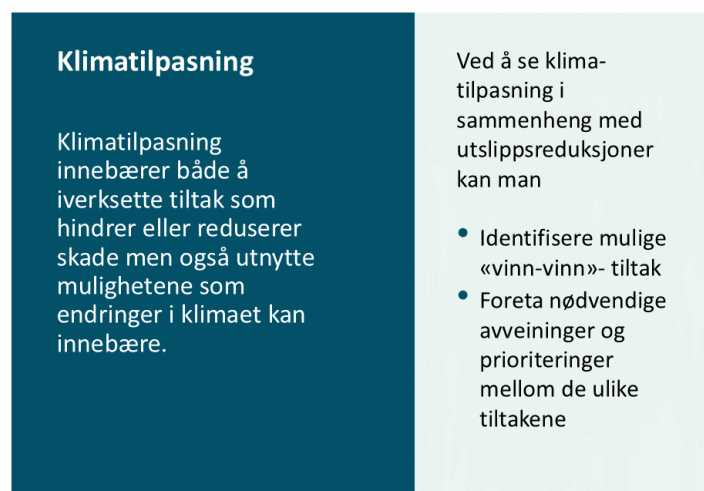 Klimatilpasning
Klimatilpasning
innebærer både å
iverksette tiltak som
hindrer eller reduserer
skade men også utnytte
mulighetene som
endringer i klimaet kan
innebære.
Ved å se klima-
tilpasning i
sammenheng med
utslippsreduksjoner
kan man
• Identifisere mulige
«vinn-vinn»- tiltak
• Foreta nødvendige
avveininger og
prioriteringer
mellom de ulike
tiltakene